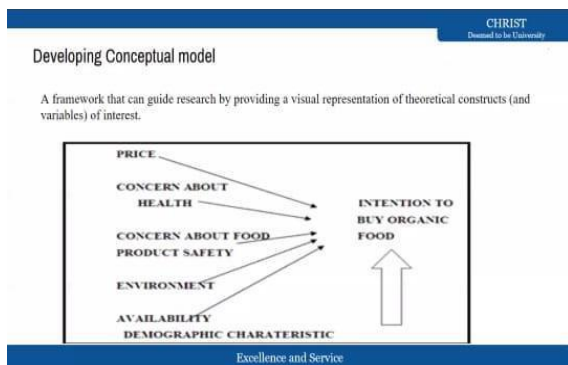 CHRIST
Deemed to be University
Developing Conceptual model
A framework that can guide research by providing a visual representation of theoretical constructs (and
variables) of interest.
PRICE
CONCERN ABOUT
HEALTH
CONCERN ABOUT FOOD
PRODUCT SAFETY
ENVIRONMENT
AVAILABILITY
DEMOGRAPHIC CHARATERISTIC
INTENTION TO
BUY ORGANIC
FOOD
Excellence and Service